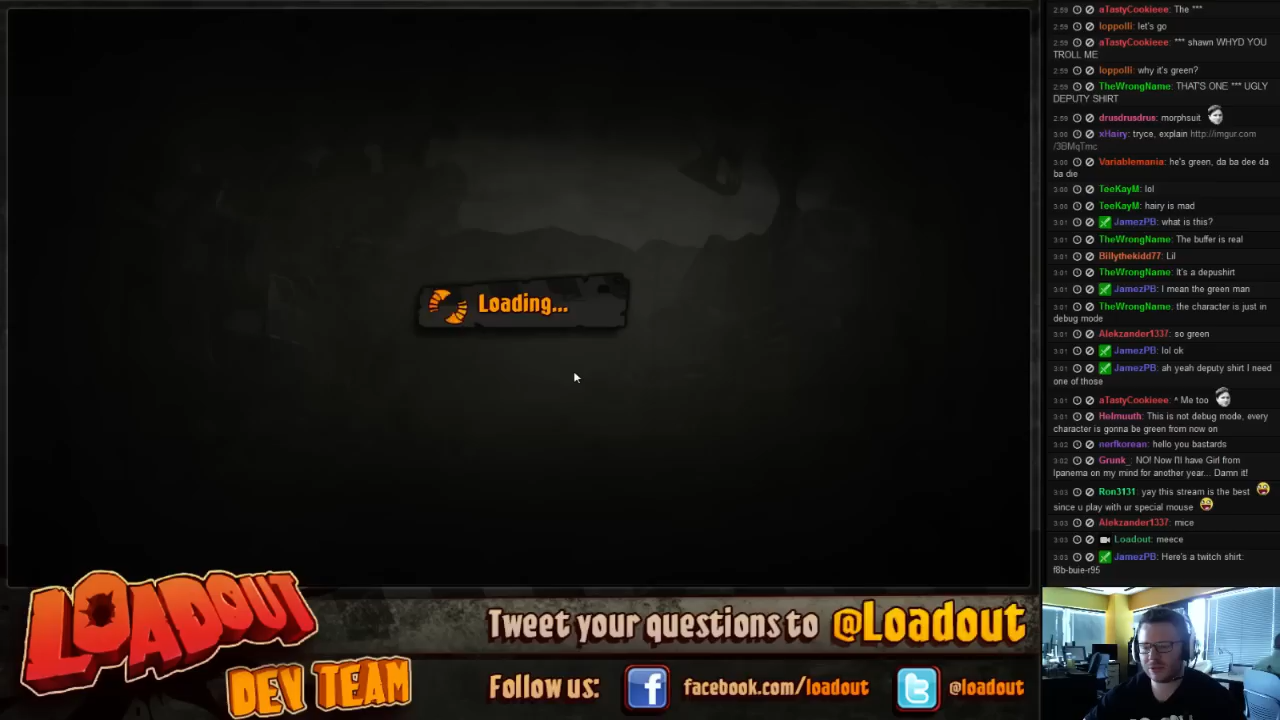 2:59 aTastyCookieee: The ***
2:59 loppolli: let's go
2:59 aTastyCookieee: *** shawn WHYD YOU
TROLL ME
2:59 loppolli: why it's green?
2:59 TheWrongName: THAT'S ONE *** UGLY
DEPUTY SHIRT
2:59 drusdrusdrus: morphsuit
3:00 xHairy: tryce, explain http://imgur.com
/3BMqTmc
3:00 Variablemania: he's green, da ba dee da
ba die
3:00 TeeKayM: lol
3:00 TeeKayM: hairy is mad
3:01 JamezPB: what is this?
3:01 TheWrongName: The buffer is real
3:01 Billythekidd77: Lil
3:01 TheWrongName: It's a depushirt
3:01 JamezPB: I mean the green man
3:01 TheWrongName: the character is just in
debug mode
3:01 Alekzander1337: so green
3:01 JamezPB: lol ok
3:01 JamezPB: ah yeah deputy shirt I need
one of those
3:01 aTastyCookieee: ^ Me too
3:01 Helmuuth: This is not debug mode, every
character is gonna be green from now on
3:02 nerfkorean: hello you bastards
3:02 Grunk_: NO! Now I'll have Girl from
Ipanema on my mind for another year... Damn it!
3:03 Ron3131: yay this stream is the best
since u play with ur special mouse
3:03 Alekzander1337: mice
3:03 Loadout: meece
3:03 JamezPB: Here's a twitch shirt:
f8b-buie-r95
Loading...
LOADOUT
DEV TEAM
Tweet your questions to @Loadout
Follow us: facebook.com/loadout @loadout